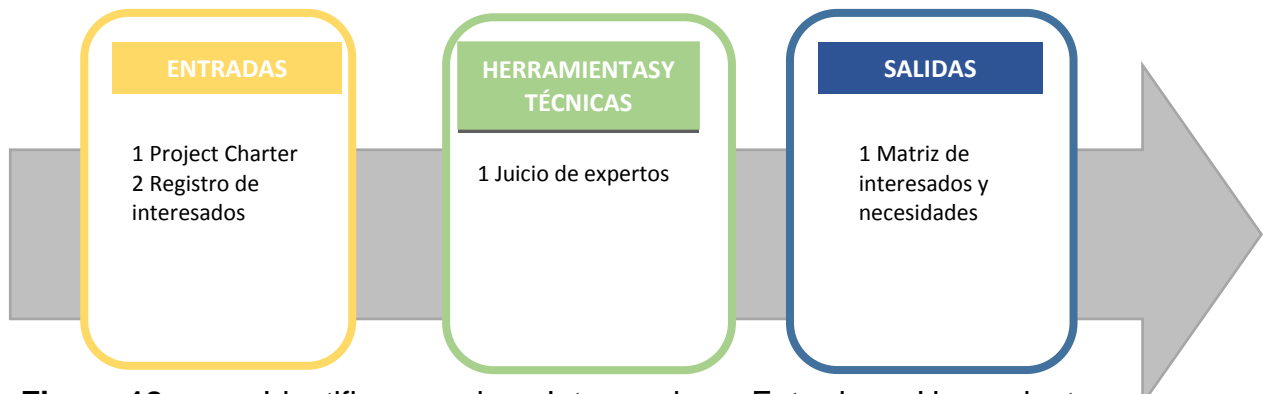 ENTRADAS
1 Project Charter
2 Registro de
interesados
HERRAMIENTASY
TÉCNICAS
1 Juicio de expertos
SALIDAS
1 Matriz de
interesados y
necesidades